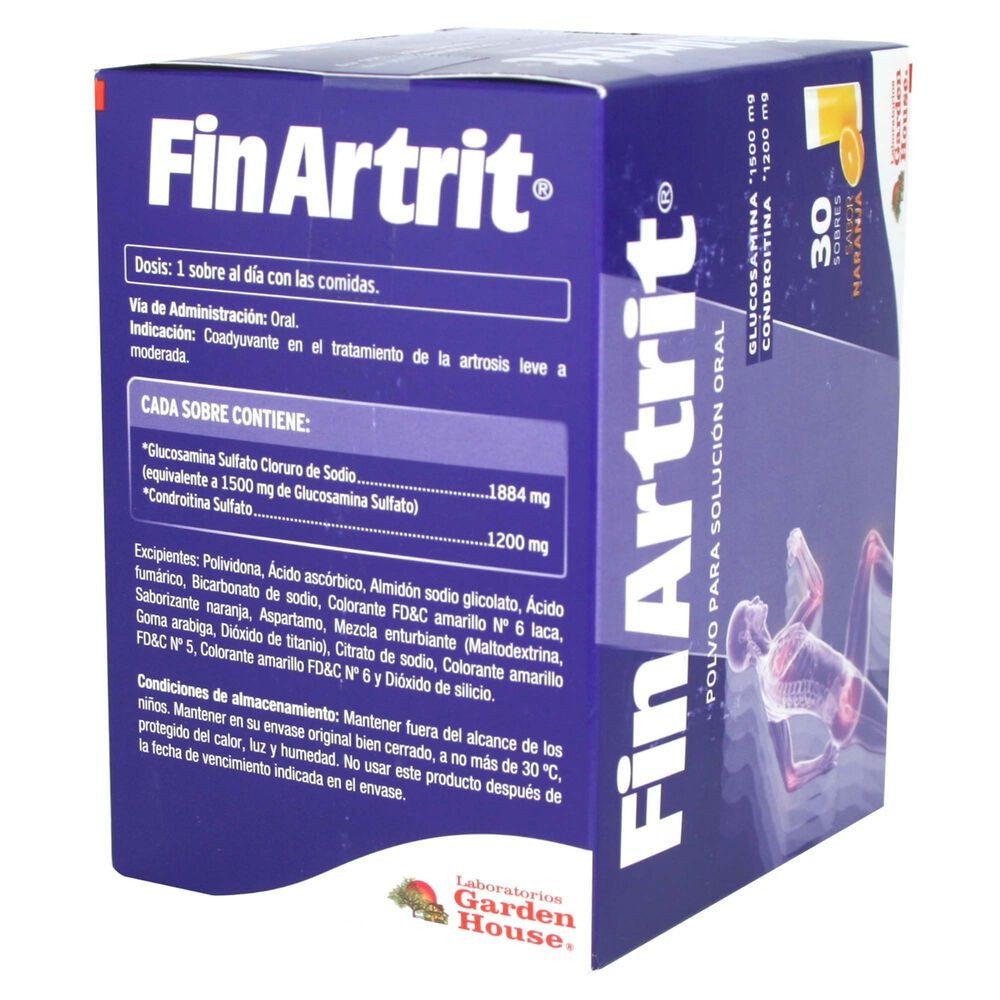 FinArtrit®
Dosis: 1 sobre al día con las comidas.
Vía de Administración: Oral.
Indicación: Coadyuvante en el tratamiento de la artrosis leve a
moderada.
CADA SOBRE CONTIENE:
*Glucosamina Sulfato Cloruro de Sodio....................1884 mg
(equivalente a 1500 mg de Glucosamina Sulfato)
*Condroitina Sulfato...................................1200 mg
Excipientes: Polividona, Ácido ascórbico, Almidón sodio glicolato, Ácido
fumárico, Bicarbonato de sodio, Colorante FD&C amarillo N° 6 laca,
Saborizante naranja, Aspartamo, Mezcla enturbiante (Maltodextrina,
Goma arabiga, Dióxido de titanio), Citrato de sodio, Colorante amarillo
FD&C N° 5, Colorante amarillo FD&C N° 6 y Dióxido de silicio.
Condiciones de almacenamiento: Mantener fuera del alcance de los
niños. Mantener en su envase original bien cerrado, a no más de 30 ºC,
protegido del calor, luz y humedad. No usar este producto después de
la fecha de vencimiento indicada en el envase.
Laboratorios
Garden
House®
FinArtrit®
POLVO PARA SOLUCIÓN ORAL
GLUCOSAMINA *1500 mg
CONDROITINA *1200 mg
30
SOBRES
SABOR
NARANJA
Laboratorios
Garden
House®